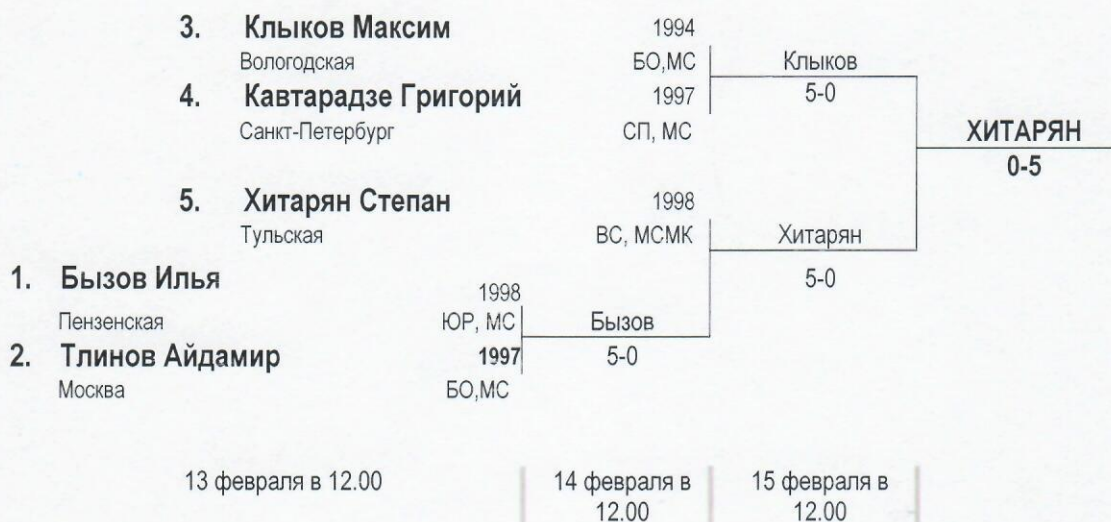 3. Клыков Максим 1994
Вологодская БО,МС Клыков
4. Кавтарадзе Григорий 1997 5-0
Санкт-Петербург СП, МС ХИТАРЯН
0-5
5. Хитарян Степан 1998
Тульская ВС, МСМК Хитарян
1. Бызов Илья 1998 5-0
Пензенская ЮР, МС Бызов
2. Тлинов Айдамир 1997 5-0
Москва БО,МС
13 февраля в 12.00 14 февраля в 15 февраля в
12.00 12.00